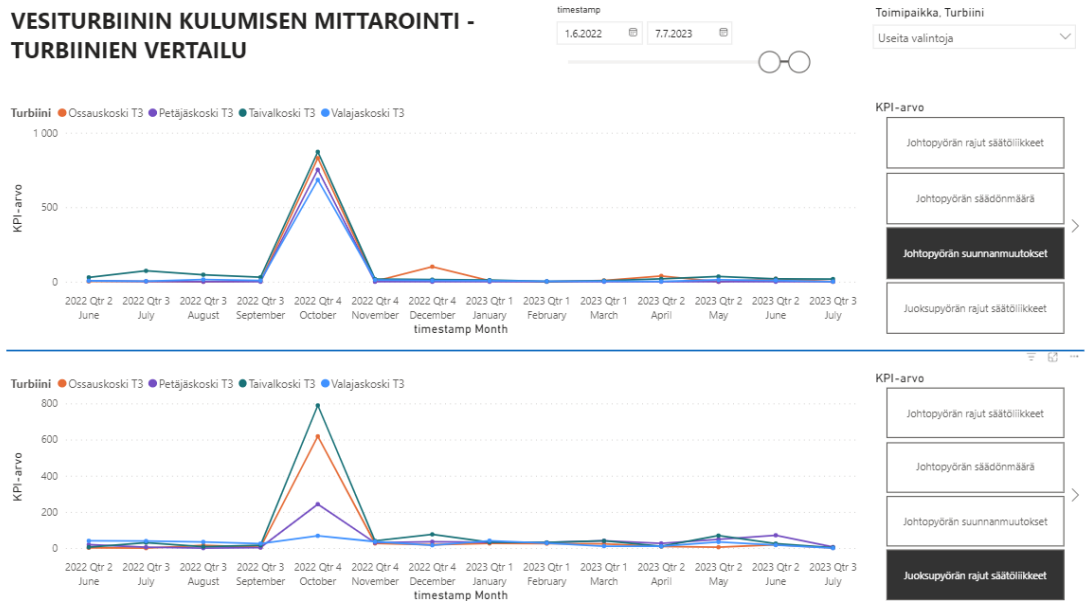 VESITURBIININ KULUMISEN MITTAROINTI -
TURBIINIEN VERTAILU
timestamp
1.6.2022 7.7.2023
Toimipaikka, Turbiini
Useita valintoja
Turbiini Ossauskoski T3 Petäjäskoski T3 Taivalkoski T3 Valajaskoski T3
KPI-arvo
1 000
500
0
2022 Qtr 2 2022 Qtr 3 2022 Qtr 3 2022 Qtr 3 2022 Qtr 4 2022 Qtr 4 2022 Qtr 4 2023 Qtr 1 2023 Qtr 1 2023 Qtr 1 2023 Qtr 2 2023 Qtr 2 2023 Qtr 2 2023 Qtr 3
June July August September October November December January February March April May June July
timestamp Month
KPI-arvo
Johtopyörän rajut säätöliikkeet
Johtopyörän säädönmäärä
Johtopyörän suunnanmuutokset
Juoksupyörän rajut säätöliikkeet
Turbiini Ossauskoski T3 Petäjäskoski T3 Taivalkoski T3 Valajaskoski T3
KPI-arvo
800
600
400
200
0
2022 Qtr 2 2022 Qtr 3 2022 Qtr 3 2022 Qtr 3 2022 Qtr 4 2022 Qtr 4 2022 Qtr 4 2023 Qtr 1 2023 Qtr 1 2023 Qtr 1 2023 Qtr 2 2023 Qtr 2 2023 Qtr 2 2023 Qtr 3
June July August September October November December January February March April May June July
timestamp Month
KPI-arvo
Johtopyörän rajut säätöliikkeet
Johtopyörän säädönmäärä
Johtopyörän suunnanmuutokset
Juoksupyörän rajut säätöliikkeet